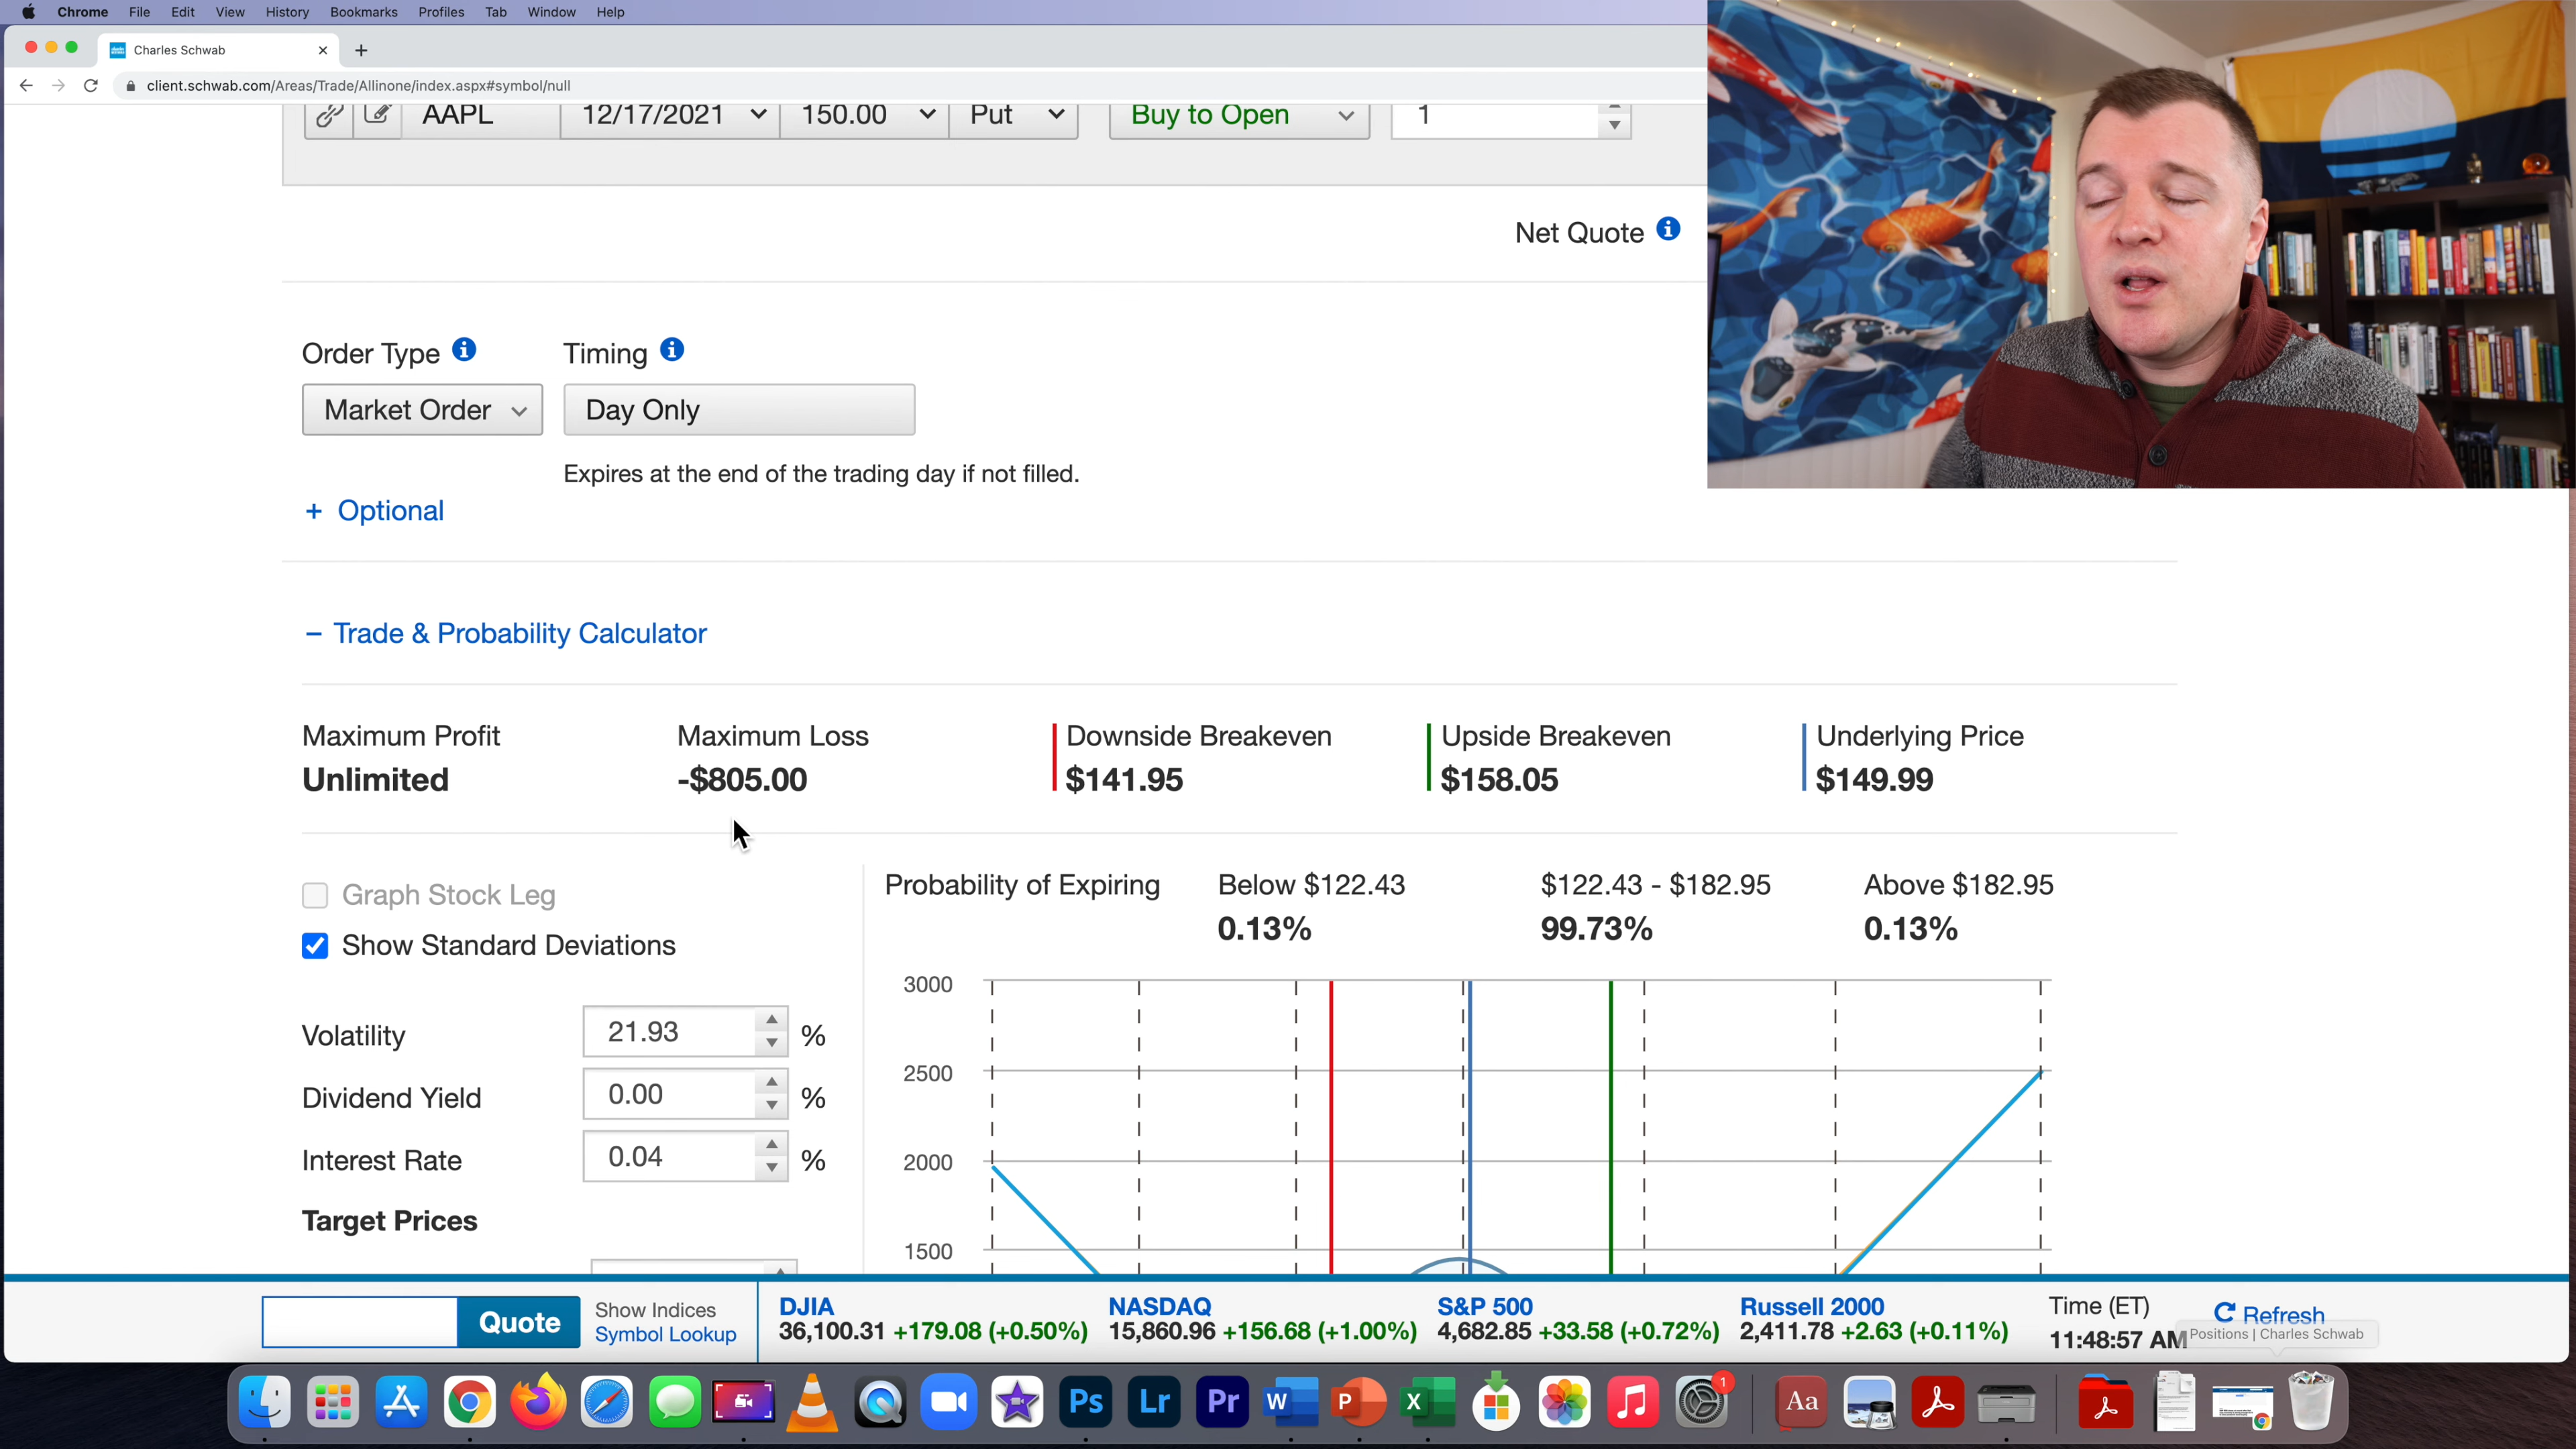 Chrome File Edit View History Bookmarks Profiles Tab Window Help
Charles Schwab
client.schwab.com/Areas/Trade/Allinone/index.aspx#symbol/null
AAPL 12/17/2021 150.00 Put Buy to Open 1
Net Quote
Order Type Timing
Market Order Day Only
Expires at the end of the trading day if not filled.
+ Optional
− Trade & Probability Calculator
Maximum Profit Maximum Loss Downside Breakeven Upside Breakeven Underlying Price
Unlimited -$805.00 $141.95 $158.05 $149.99
Graph Stock Leg
Show Standard Deviations
Probability of Expiring Below $122.43 $122.43 - $182.95 Above $182.95
0.13% 99.73% 0.13%
Volatility 21.93 %
Dividend Yield 0.00 %
Interest Rate 0.04 %
Target Prices
3000
2500
2000
1500
Quote
Show Indices
Symbol Lookup
DJIA NASDAQ S&P 500 Russell 2000 Time (ET) Refresh
36,100.31 +179.08 (+0.50%) 15,860.96 +156.68 (+1.00%) 4,682.85 +33.58 (+0.72%) 2,411.78 +2.63 (+0.11%) 11:48:57 AM
Positions | Charles Schwab
Ps Lr Pr W P X 1 Aa